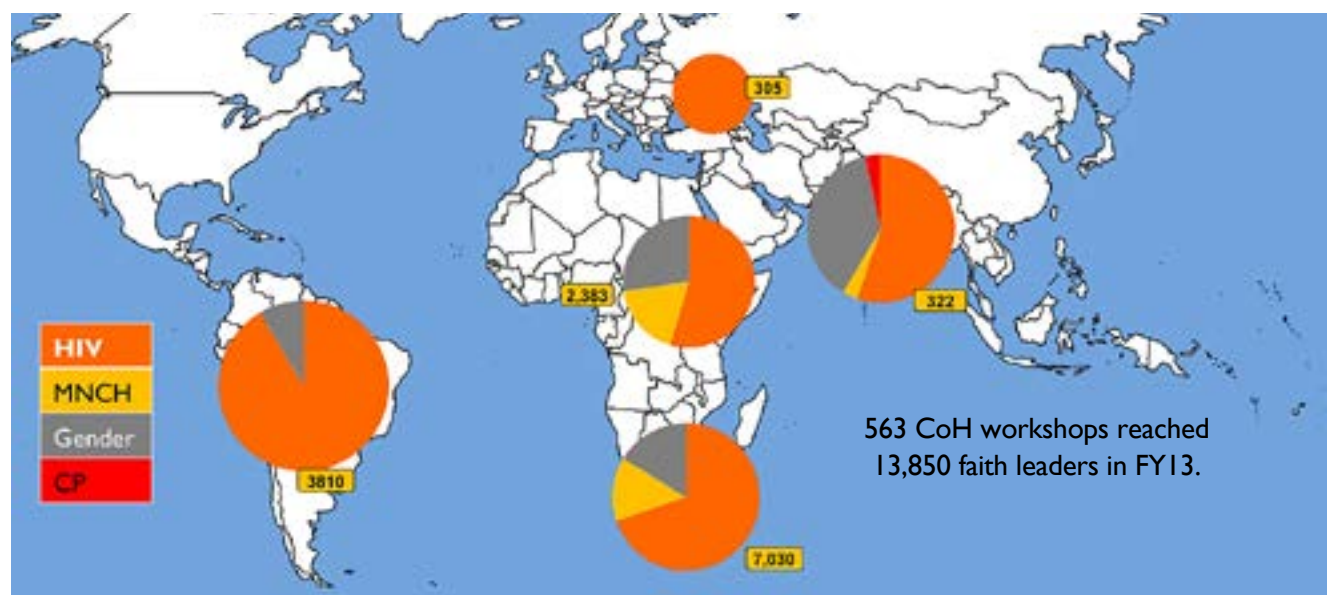 305
2,383
322
HIV
MNCH
Gender
CP
3810
563 CoH workshops reached
13,850 faith leaders in FY13.
7,030